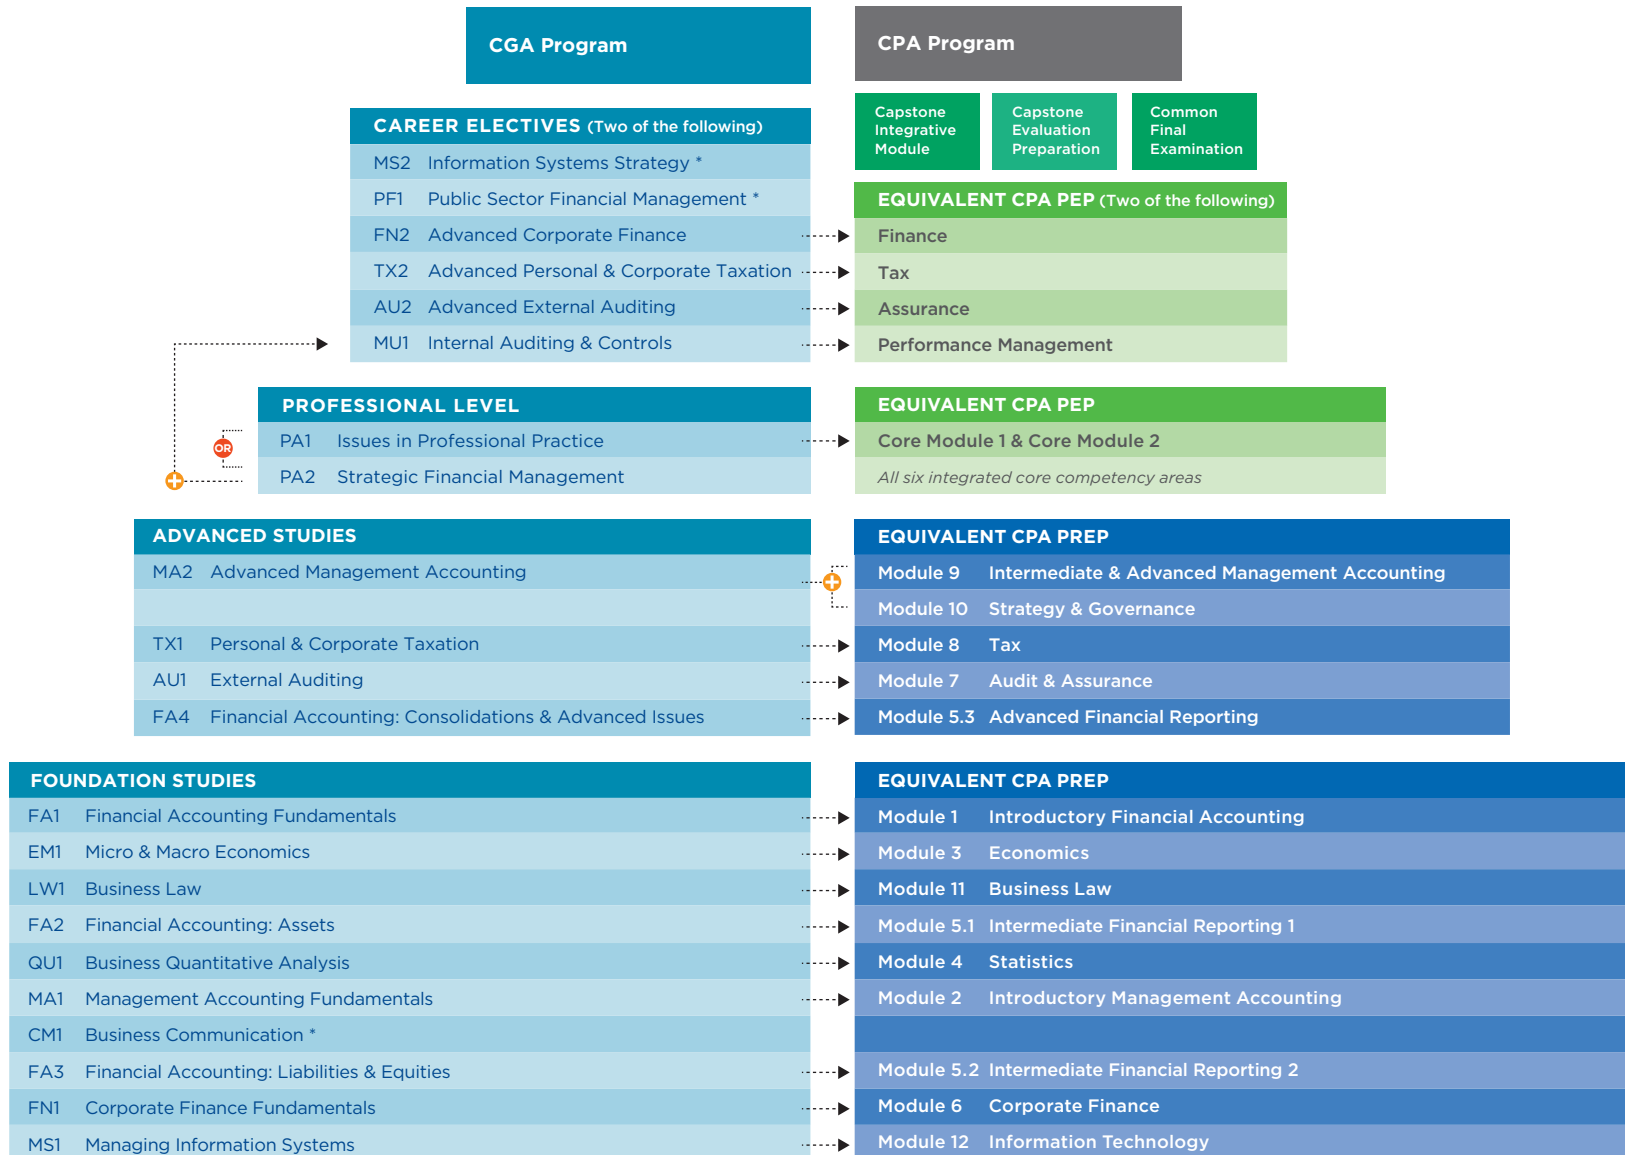 CGA Program
CPA Program
Capstone
Integrative
Module
Capstone
Evaluation
Preparation
Common
Final
Examination
CAREER ELECTIVES (Two of the following)
MS2 Information Systems Strategy *
PF1 Public Sector Financial Management *
FN2 Advanced Corporate Finance
TX2 Advanced Personal & Corporate Taxation
AU2 Advanced External Auditing
MU1 Internal Auditing & Controls
EQUIVALENT CPA PEP (Two of the following)
Finance
Tax
Assurance
Performance Management
PROFESSIONAL LEVEL
OR
PA1 Issues in Professional Practice
PA2 Strategic Financial Management
EQUIVALENT CPA PEP
Core Module 1 & Core Module 2
All six integrated core competency areas
ADVANCED STUDIES
MA2 Advanced Management Accounting
TX1 Personal & Corporate Taxation
AU1 External Auditing
FA4 Financial Accounting: Consolidations & Advanced Issues
EQUIVALENT CPA PREP
Module 9 Intermediate & Advanced Management Accounting
Module 10 Strategy & Governance
Module 8 Tax
Module 7 Audit & Assurance
Module 5.3 Advanced Financial Reporting
FOUNDATION STUDIES
FA1 Financial Accounting Fundamentals
EM1 Micro & Macro Economics
LW1 Business Law
FA2 Financial Accounting: Assets
QU1 Business Quantitative Analysis
MA1 Management Accounting Fundamentals
CM1 Business Communication *
FA3 Financial Accounting: Liabilities & Equities
FN1 Corporate Finance Fundamentals
MS1 Managing Information Systems
EQUIVALENT CPA PREP
Module 1 Introductory Financial Accounting
Module 3 Economics
Module 11 Business Law
Module 5.1 Intermediate Financial Reporting 1
Module 4 Statistics
Module 2 Introductory Management Accounting
Module 5.2 Intermediate Financial Reporting 2
Module 6 Corporate Finance
Module 12 Information Technology